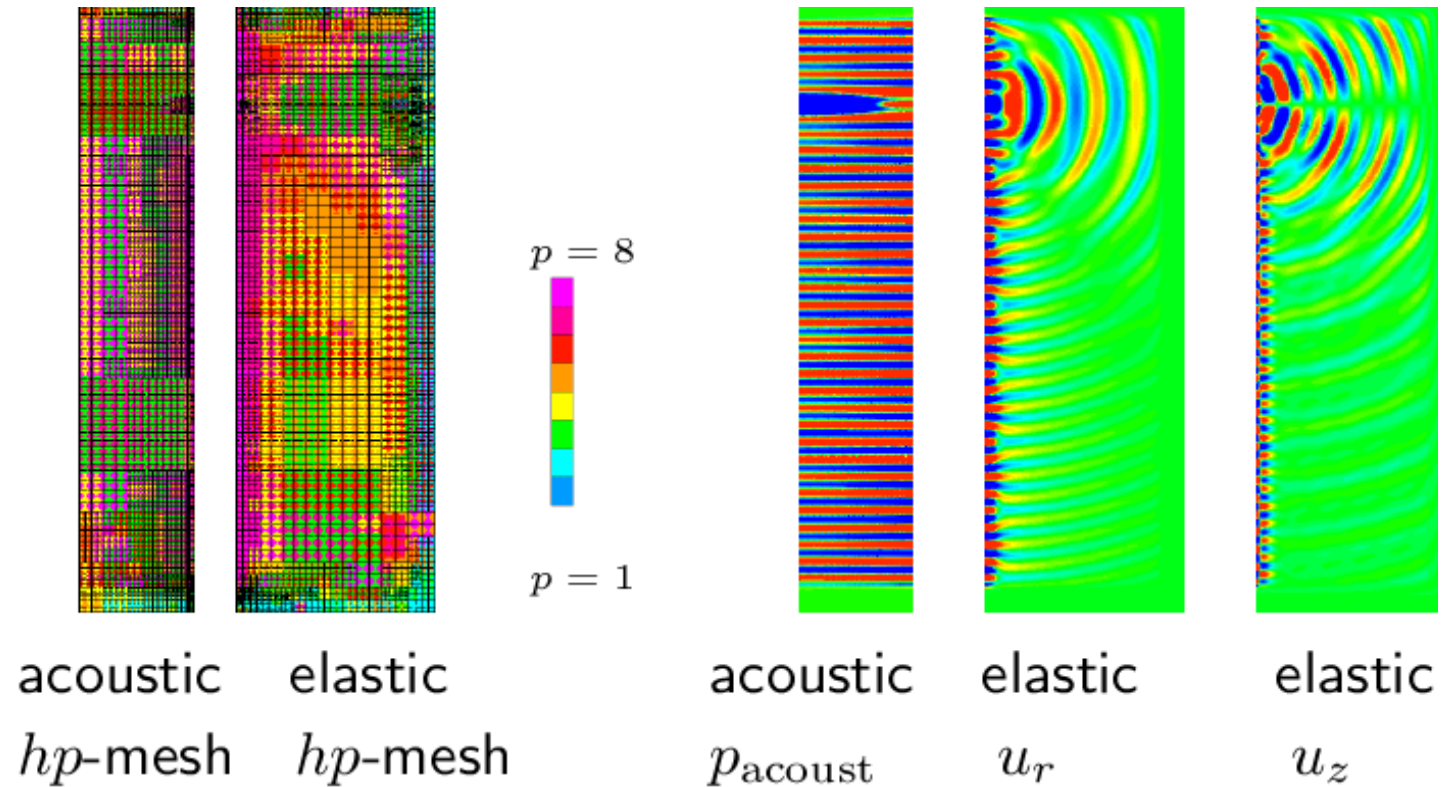 p = 8
p = 1
acoustic elastic acoustic elastic elastic
hp-mesh hp-mesh p_acoust u_r u_z